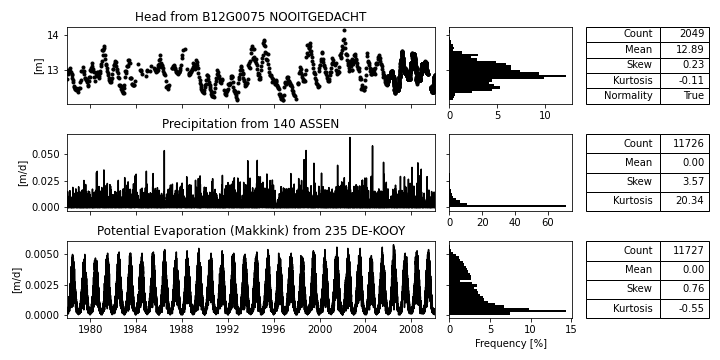 Head from B12G0075 NOOITGEDACHT
14
13
[m]
0
5
10
Count 2049
Mean 12.89
Skew 0.23
Kurtosis -0.11
Normality True
Precipitation from 140 ASSEN
0.050
0.025
0.000
[m/d]
0
20
40
60
Count 11726
Mean 0.00
Skew 3.57
Kurtosis 20.34
Potential Evaporation (Makkink) from 235 DE-KOOY
0.0050
0.0025
0.0000
[m/d]
1980
1984
1988
1992
1996
2000
2004
2008
0
5
10
15
Frequency [%]
Count 11727
Mean 0.00
Skew 0.76
Kurtosis -0.55